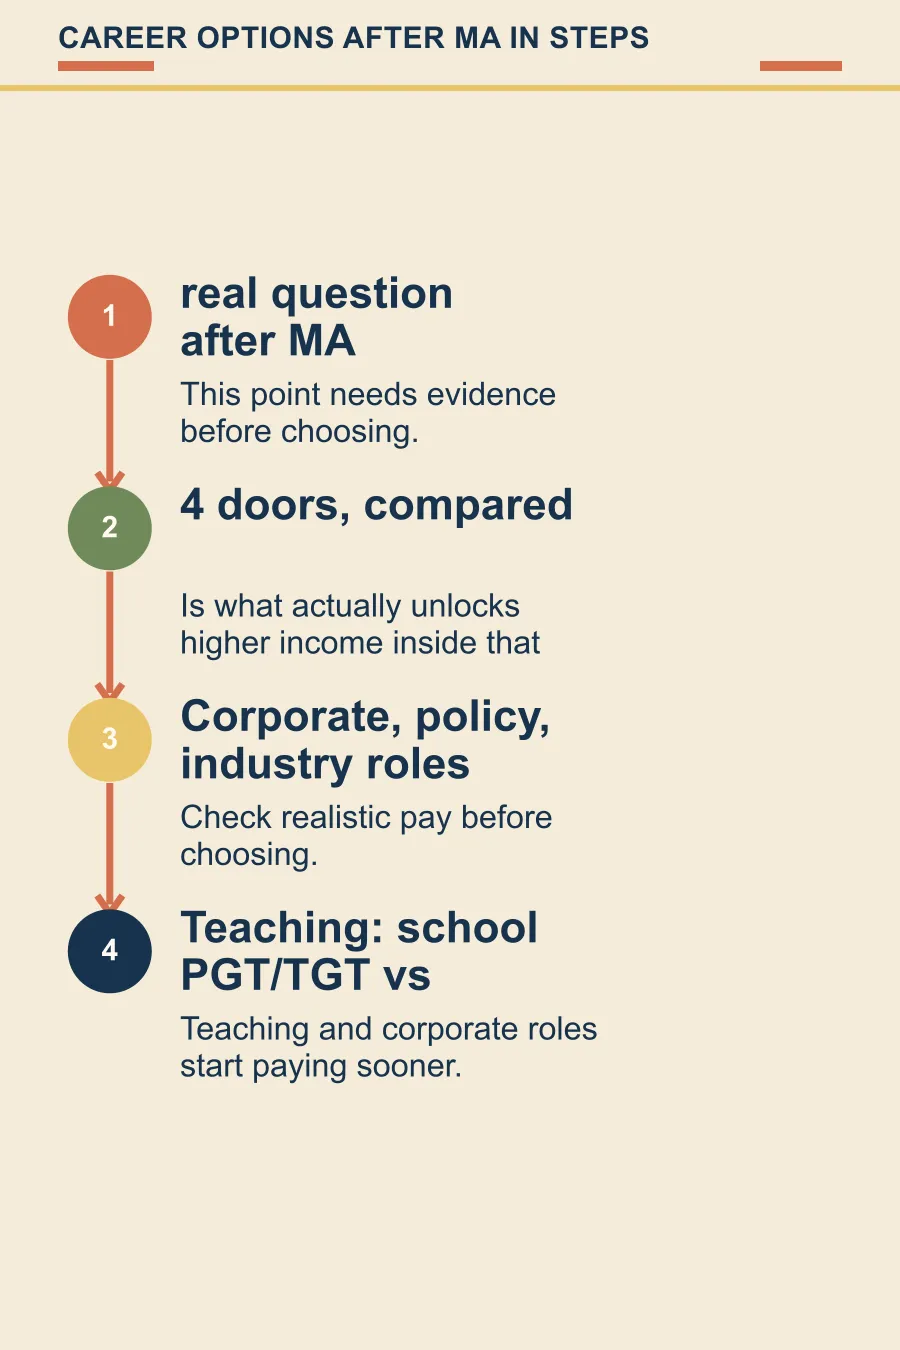 CAREER OPTIONS AFTER MA IN STEPS
1
real question
after MA
This point needs evidence
before choosing.
2
4 doors, compared
Is what actually unlocks
higher income inside that
3
Corporate, policy,
industry roles
Check realistic pay before
choosing.
4
Teaching: school
PGT/TGT vs
Teaching and corporate roles
start paying sooner.